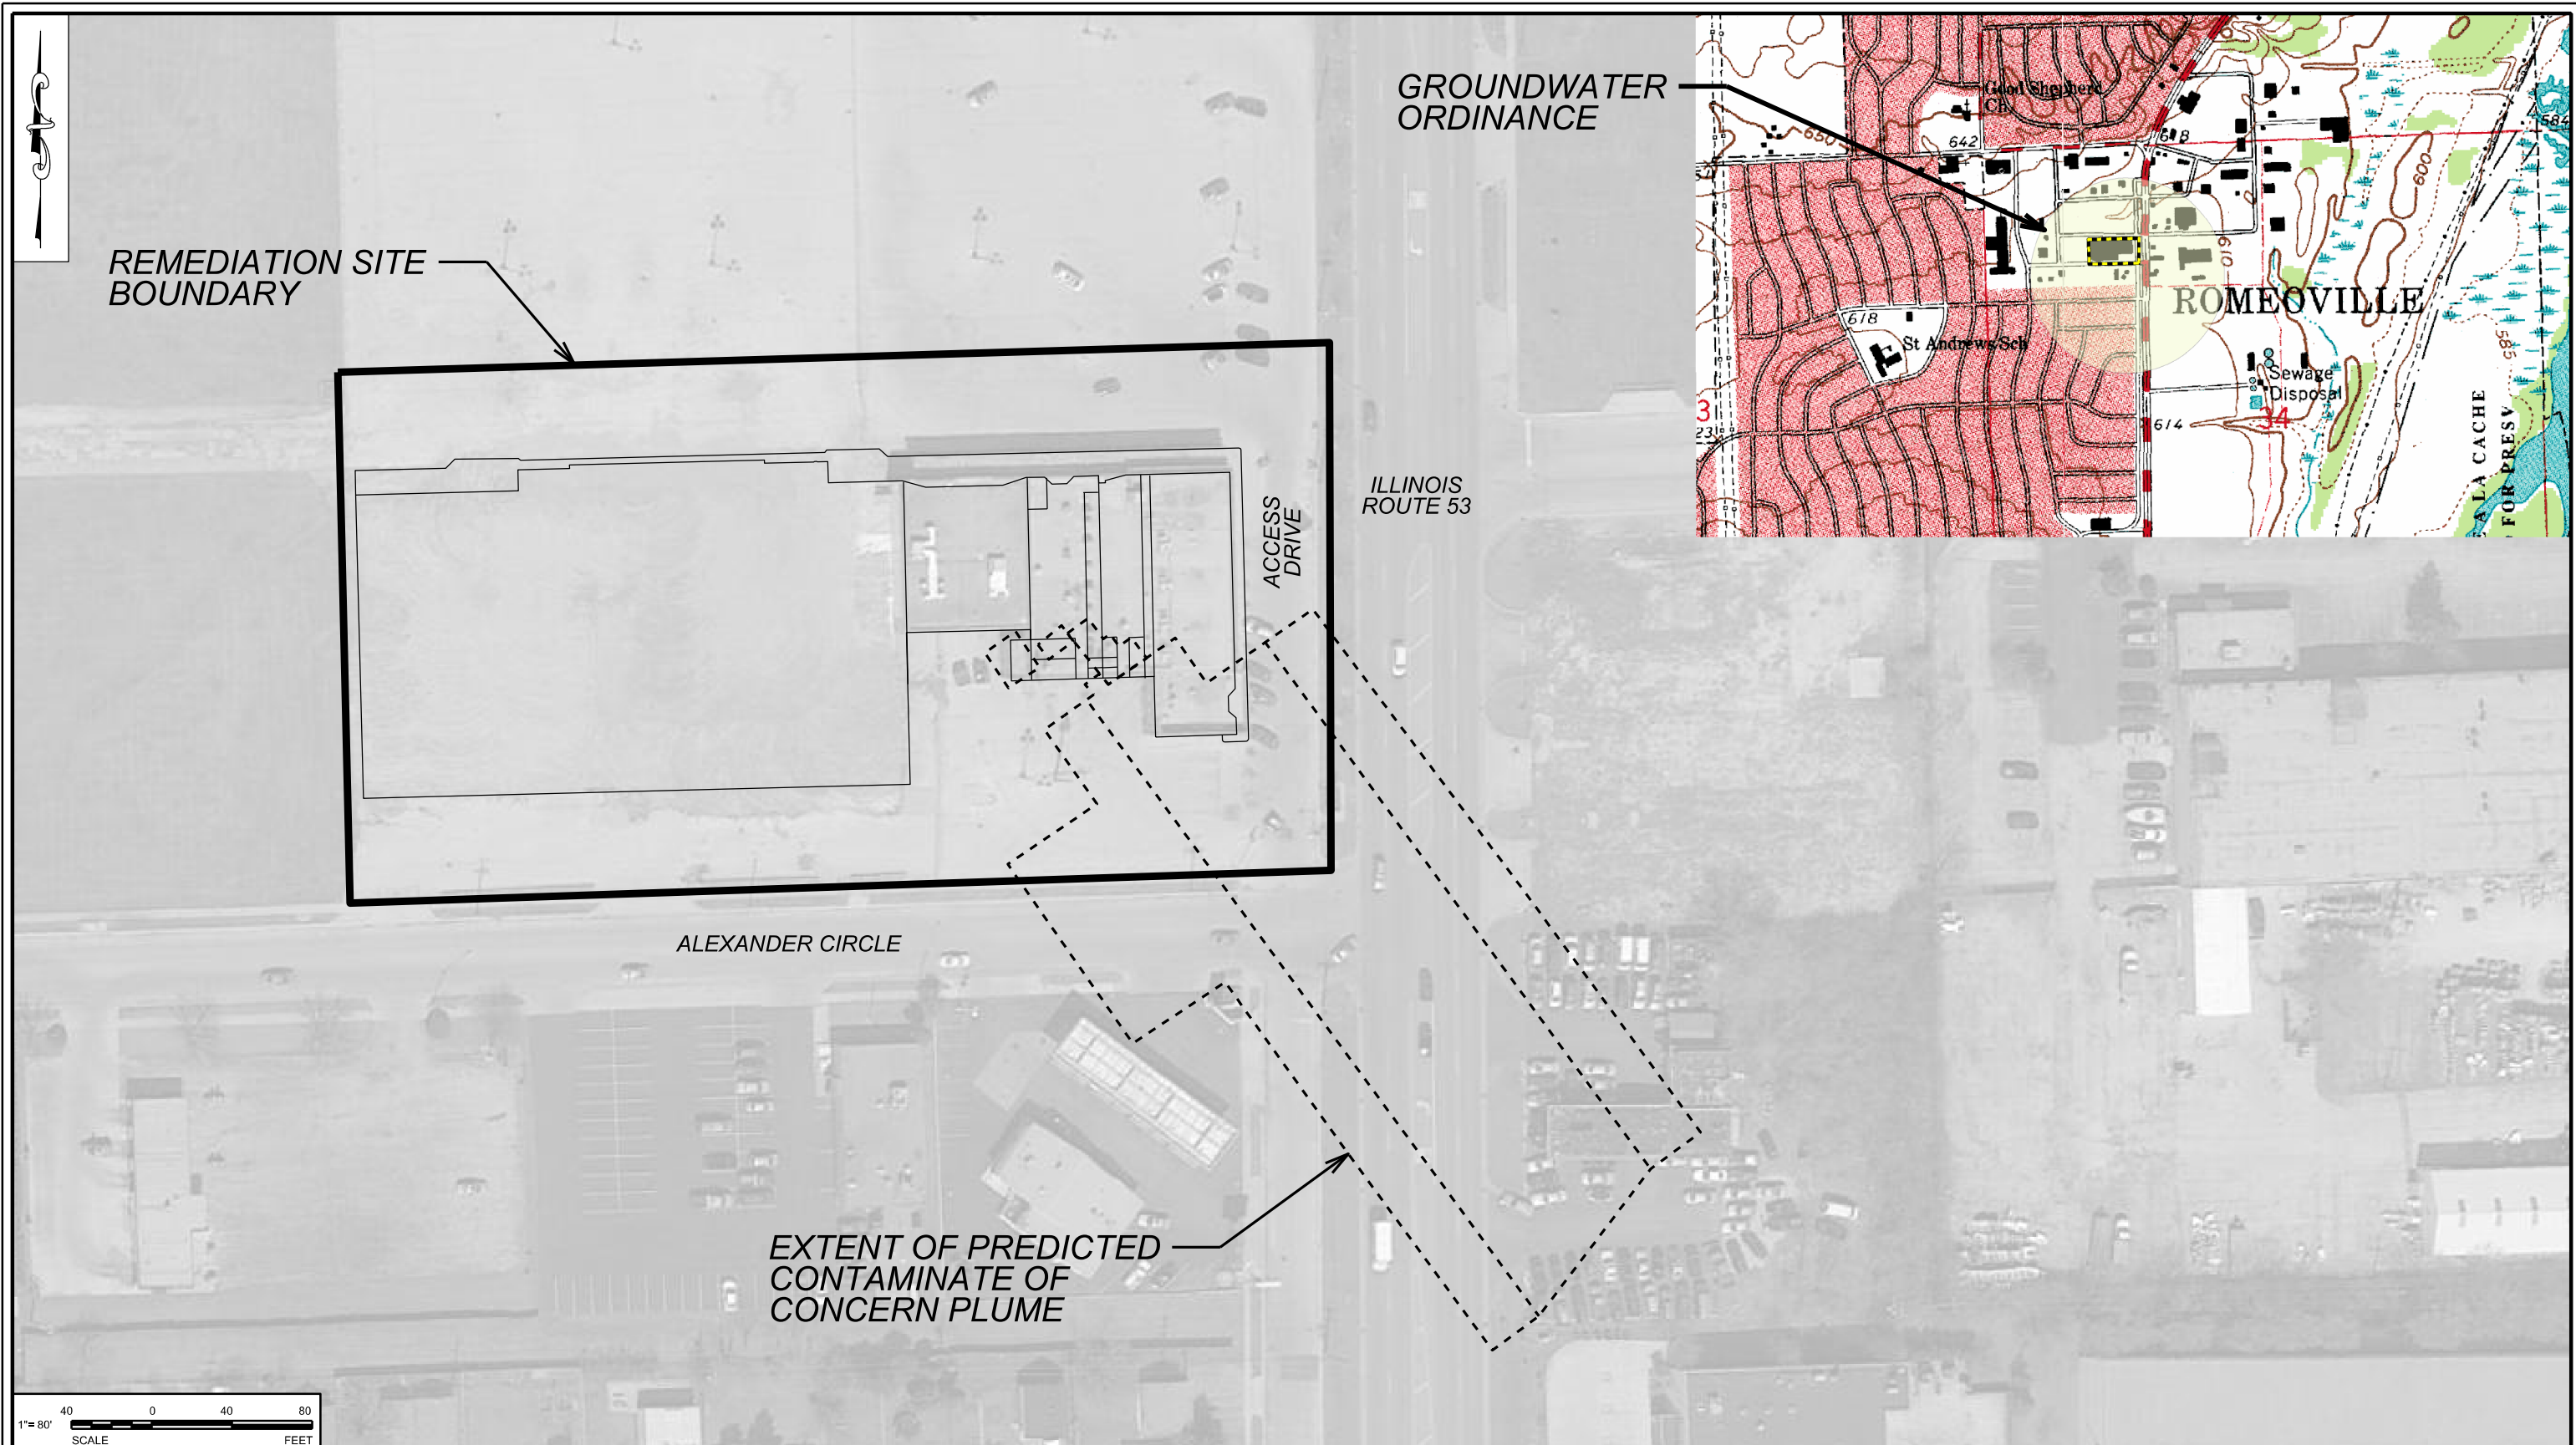 REMEDIATION SITE
BOUNDARY
GROUNDWATER
ORDINANCE
Good Shepherd
Ch
650
642
618
584
600
610
ROMEOVILLE
618
St Andrews Sch
Sewage
Disposal
565
3
23
614
34
LA CACHE
FOR PRESV
ILLINOIS
ROUTE 53
ACCESS
DRIVE
ALEXANDER CIRCLE
EXTENT OF PREDICTED
CONTAMINATE OF
CONCERN PLUME
40 0 40 80
1"= 80'
SCALE FEET